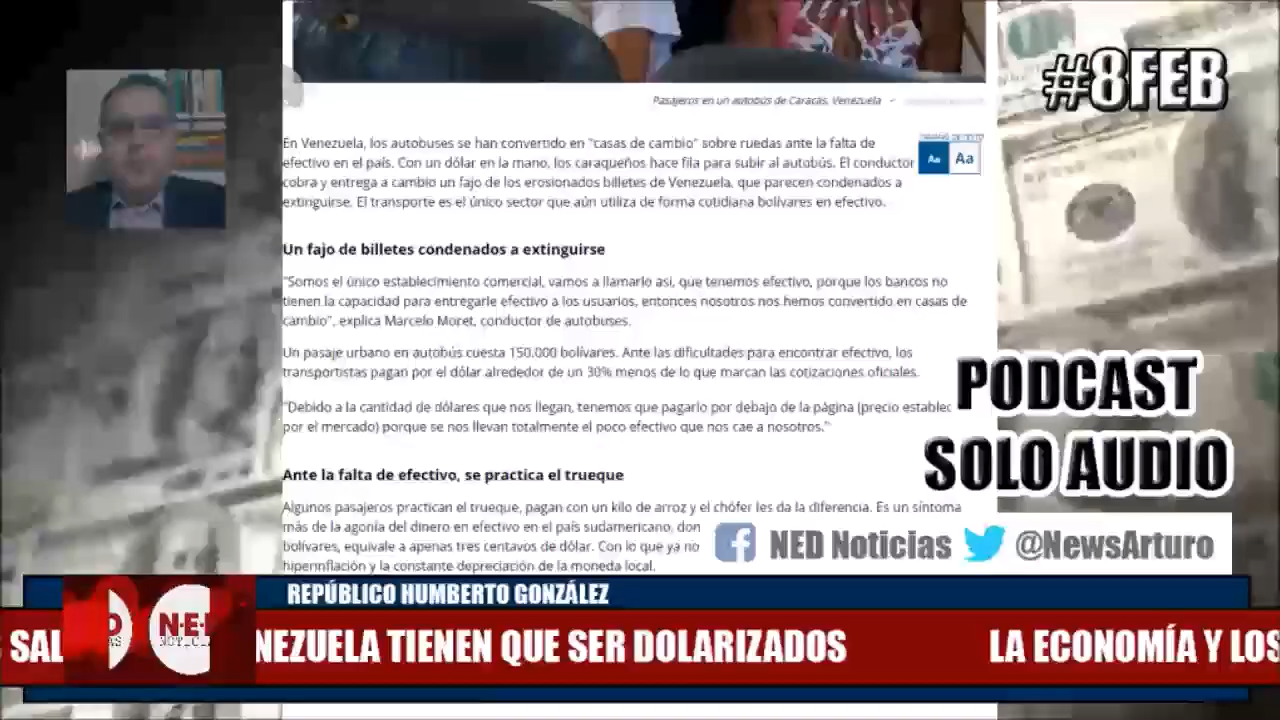 #8FEB
Pasajeros en un autobús de Caracas, Venezuela
En Venezuela, los autobuses se han convertido en "casas de cambio" sobre ruedas ante la falta de
efectivo en el país. Con un dólar en la mano, los caraqueños hace fila para subir al autobús. El conductor
cobra y entrega a cambio un fajo de los erosionados billetes de Venezuela, que parecen condenados a
extinguirse. El transporte es el único sector que aún utiliza de forma cotidiana bolívares en efectivo.
Aa Aa
Un fajo de billetes condenados a extinguirse
"Somos el único establecimiento comercial, vamos a llamarlo así, que tenemos efectivo, porque los bancos no
tienen la capacidad para entregarle efectivo a los usuarios, entonces nosotros nos hemos convertido en casas de
cambio", explica Marcelo Moret, conductor de autobuses.
Un pasaje urbano en autobús cuesta 150.000 bolívares. Ante las dificultades para encontrar efectivo, los
transportistas pagan por el dólar alrededor de un 30% menos de lo que marcan las cotizaciones oficiales.
"Debido a la cantidad de dólares que nos llegan, tenemos que pagarlo por debajo de la página (precio establec
por el mercado) porque se nos llevan totalmente el poco efectivo que nos cae a nosotros."
PODCAST
SOLO AUDIO
Ante la falta de efectivo, se practica el trueque
Algunos pasajeros practican el trueque, pagan con un kilo de arroz y el chófer les da la diferencia. Es un síntoma
más de la agonía del dinero en efectivo en el país sudamericano, don
bolívares, equivale a apenas tres centavos de dólar. Con lo que ya no
hiperinflación y la constante depreciación de la moneda local.
NED Noticias @NewsArturo
REPÚBLICO HUMBERTO GONZÁLEZ
N·E·
NOTICIA
SAL
NEZUELA TIENEN QUE SER DOLARIZADOS
LA ECONOMÍA Y LOS